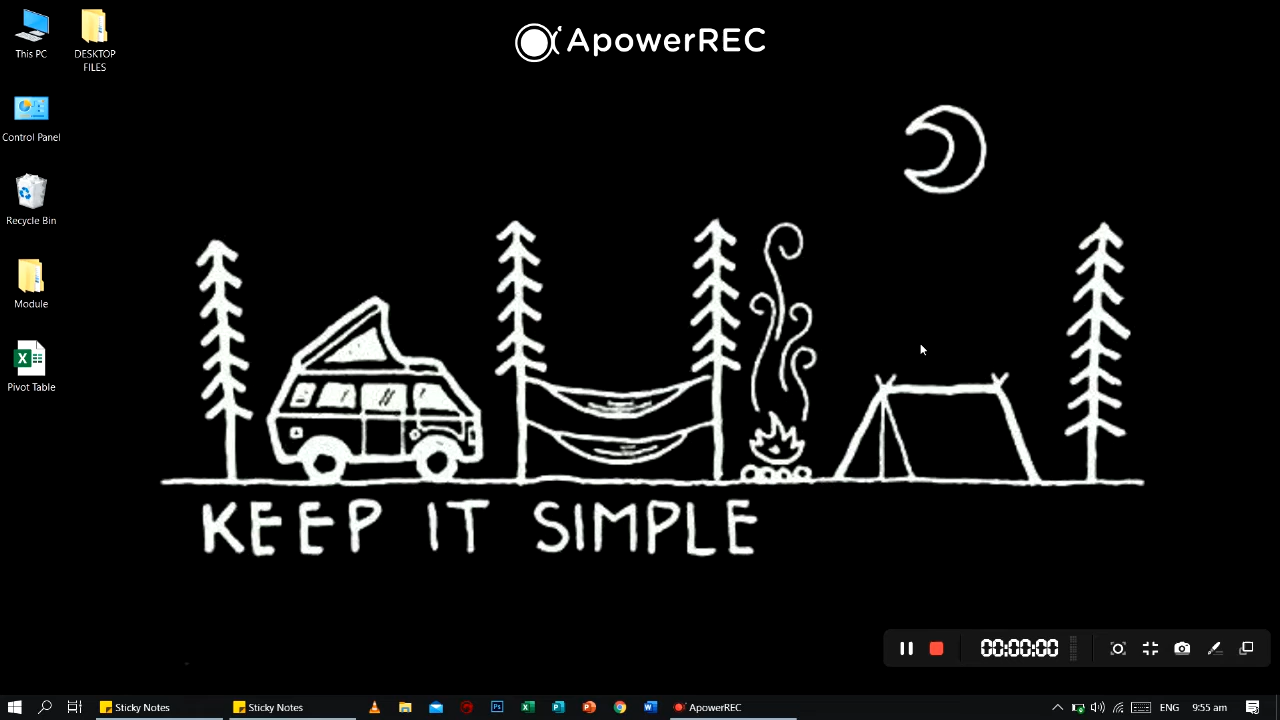 ApowerREC
This PC
DESKTOP
FILES
Control Panel
Recycle Bin
Module
Pivot Table
KEEP IT SIMPLE
00:00:00
Sticky Notes
Sticky Notes
ApowerREC
ENG
9:55 am